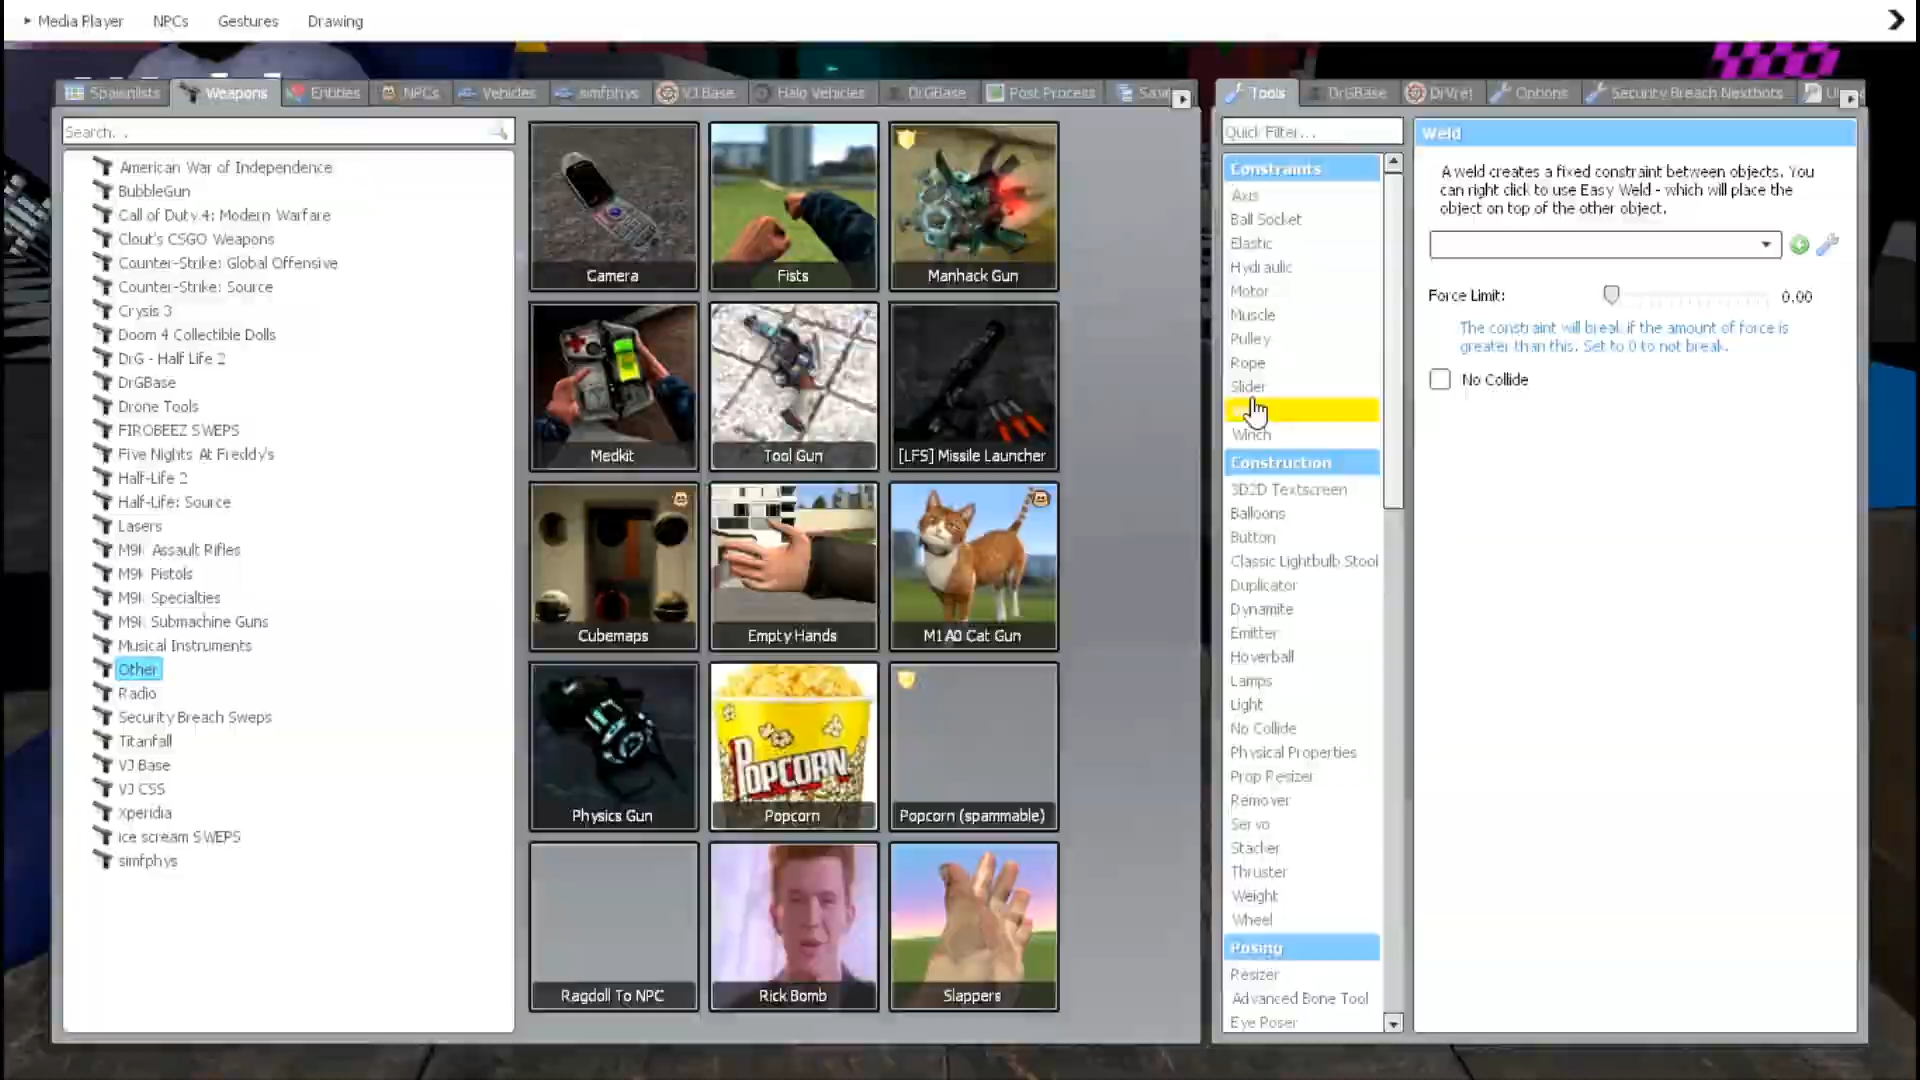 Media Player
NPCs
Gestures
Drawing
Spawnlists
Weapons
Entities
NPCs
Vehicles
simfphys
VJ Base
Halo Vehicles
DrGBase
Post Process
Tools
DrGBase
DrVrej
Options
Security Breach Nextbots
Search...
American War of Independence
BubbleGun
Call of Duty 4: Modern Warfare
Clout's CSGO Weapons
Counter-Strike: Global Offensive
Counter-Strike: Source
Crysis 3
Doom 4 Collectible Dolls
DrG - Half Life 2
DrGBase
Drone Tools
FIROBEEZ SWEPS
Five Nights At Freddy's
Half-Life 2
Half-Life: Source
Lasers
M9K Assault Rifles
M9K Pistols
M9K Specialties
M9K Submachine Guns
Musical Instruments
Other
Radio
Security Breach Sweps
Titanfall
VJ Base
VJ CSS
Xperidia
ice scream SWEPS
simfphys
Camera
Fists
Manhack Gun
Medkit
Tool Gun
[LFS] Missile Launcher
Cubemaps
Empty Hands
M1A0 Cat Gun
Physics Gun
POPCORN
Popcorn
Popcorn (spammable)
Ragdoll To NPC
Rick Bomb
Slappers
Quick Filter...
Constraints
Axis
Ball Socket
Elastic
Hydraulic
Motor
Muscle
Pulley
Rope
Slider
Winch
Construction
3D2D Textscreen
Balloons
Button
Classic Lightbulb Stool
Duplicator
Dynamite
Emitter
Hoverball
Lamps
Light
No Collide
Physical Properties
Prop Resizer
Remover
Servo
Stacker
Thruster
Weight
Wheel
Posing
Resizer
Advanced Bone Tool
Eye Poser
Weld
A weld creates a fixed constraint between objects. You
can right click to use Easy Weld - which will place the
object on top of the other object.
Force Limit:
0.00
The constraint will break if the amount of force is
greater than this. Set to 0 to not break.
No Collide